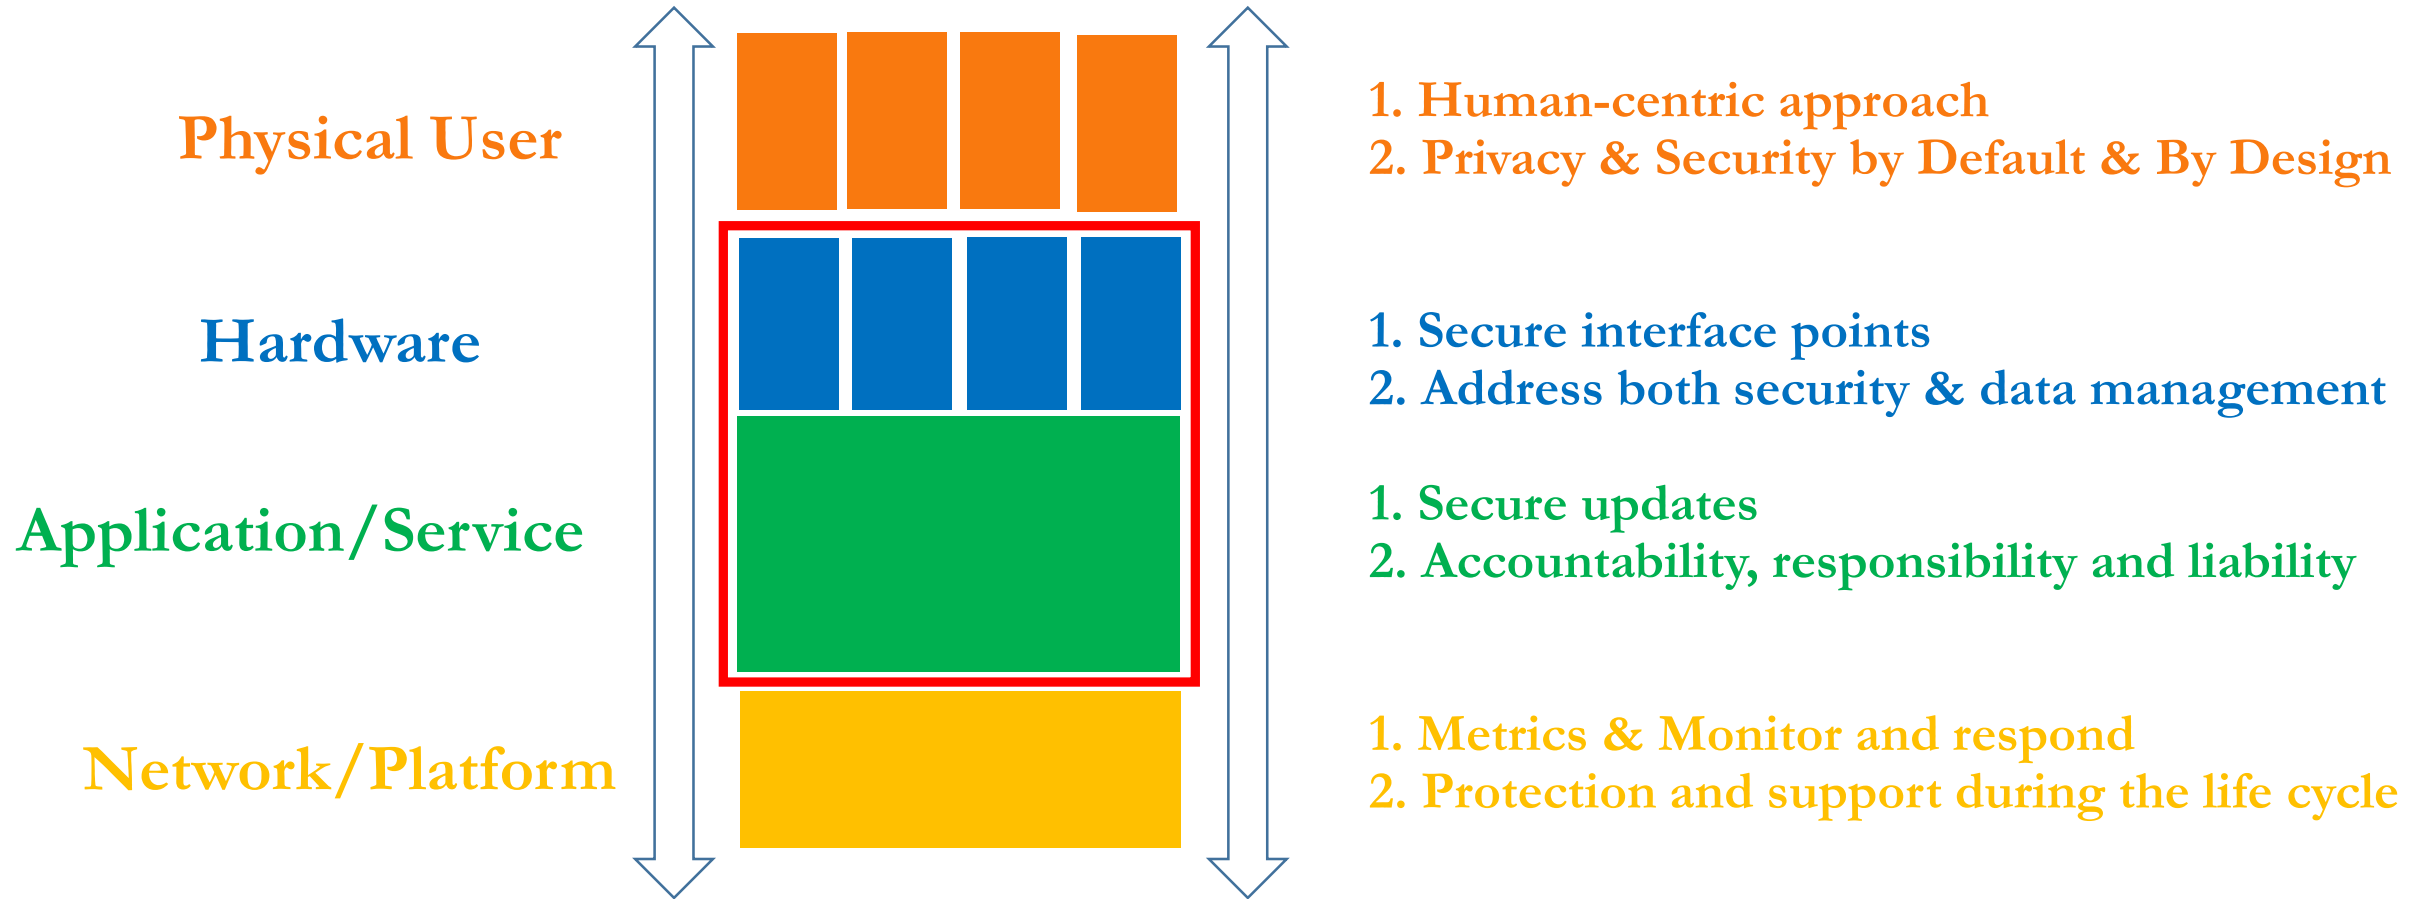 Physical User
1. Human-centric approach
2. Privacy & Security by Default & By Design
Hardware
1. Secure interface points
2. Address both security & data management
Application/Service
1. Secure updates
2. Accountability, responsibility and liability
Network/Platform
1. Metrics & Monitor and respond
2. Protection and support during the life cycle